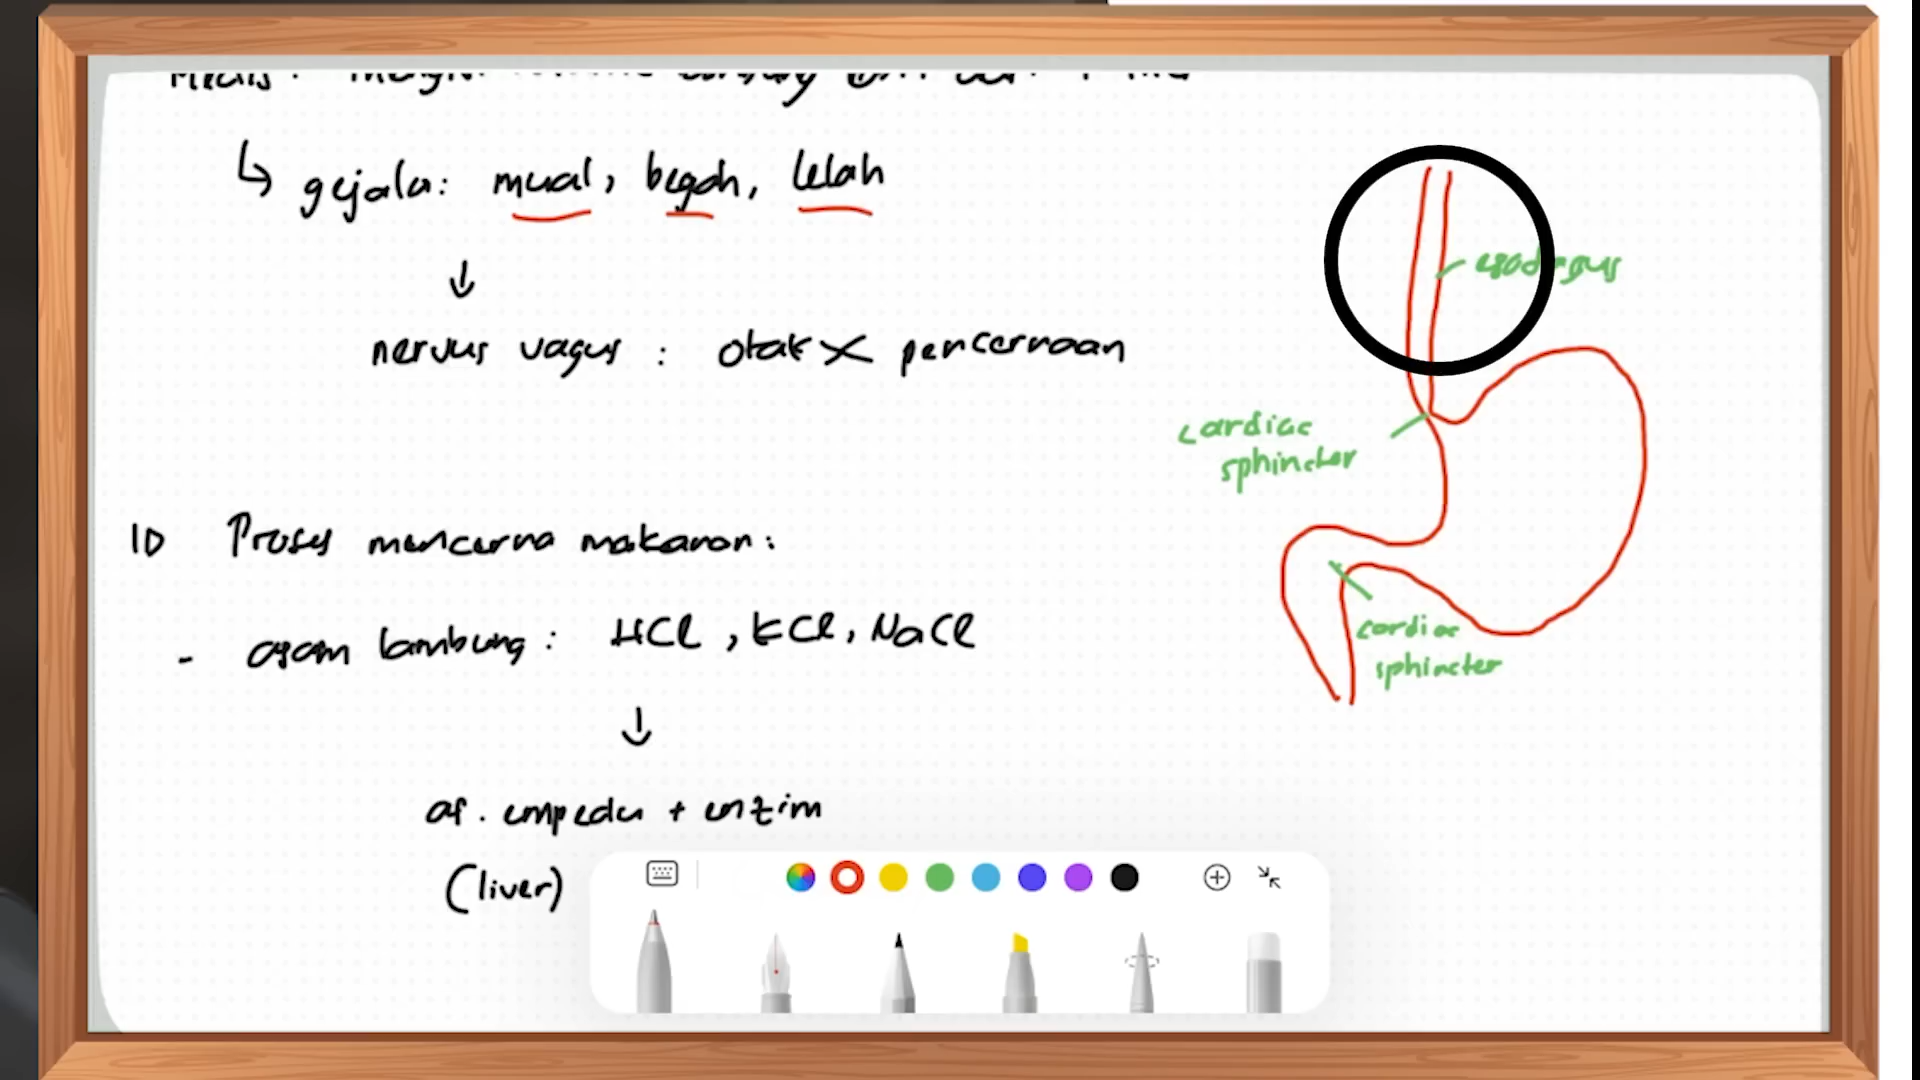 ↳ gejala: mual, begah, lelah
↓
nervus vagus : otak X pencernaan
10 Proses mencerna makanan:
- asam lambung: HCl, KCl, NaCl
↓
empedu + enzim
(liver)
esofagus
cardiac
sphincter
cardiac
sphincter